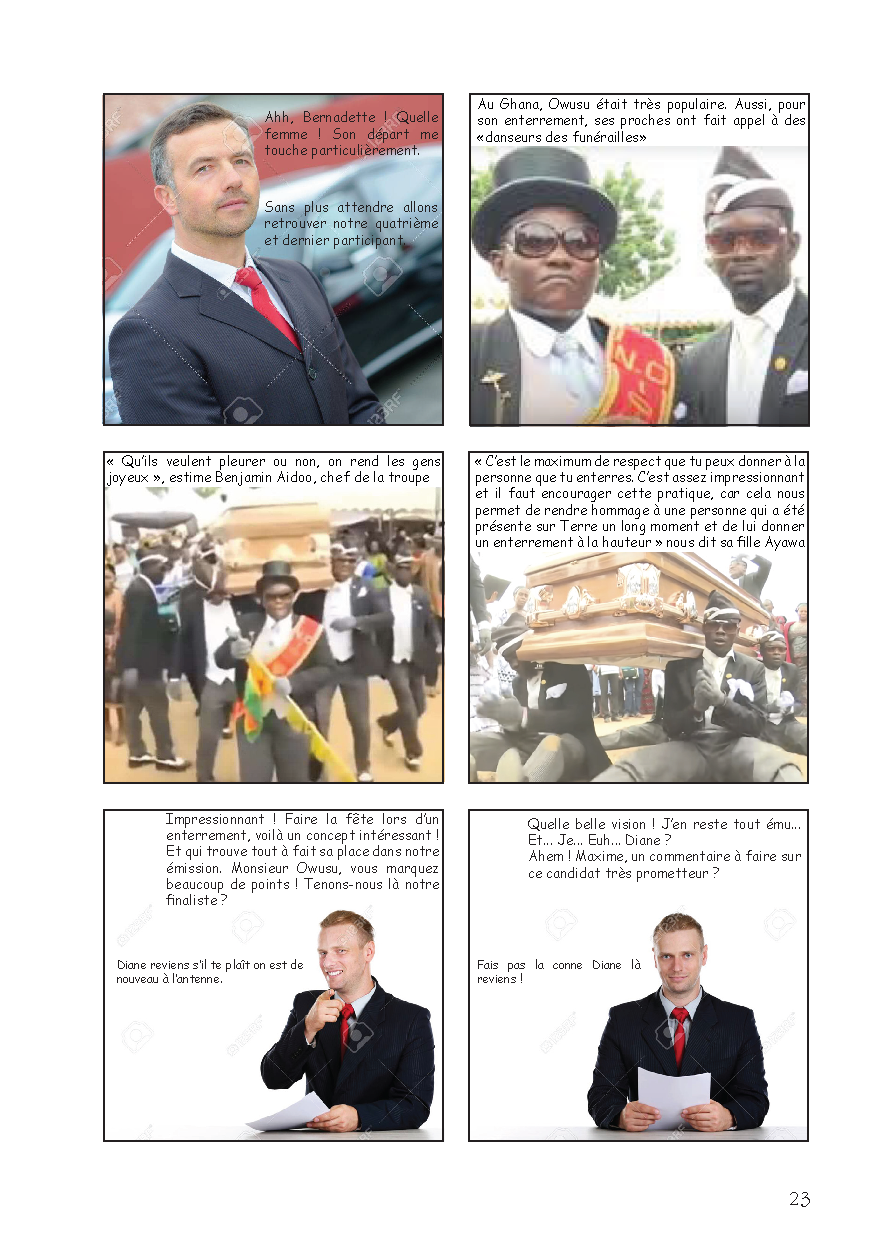 Ahh, Bernadette ! Quelle
femme ! Son départ me
touche particulièrement.
Sans plus attendre allons
retrouver notre quatrième
et dernier participant.
Au Ghana, Owusu était très populaire. Aussi, pour
son enterrement, ses proches ont fait appel à des
«danseurs des funérailles»
« Qu'ils veulent pleurer ou non, on rend les gens
joyeux », estime Benjamin Aidoo, chef de la troupe
« C'est le maximum de respect que tu peux donner à la
personne que tu enterres. C'est assez impressionnant
et il faut encourager cette pratique, car cela nous
permet de rendre hommage à une personne qui a été
présente sur Terre un long moment et de lui donner
un enterrement à la hauteur » nous dit sa fille Ayawa
Impressionnant ! Faire la fête lors d'un
enterrement, voilà un concept intéressant !
Et qui trouve tout à fait sa place dans notre
émission. Monsieur Owusu, vous marquez
beaucoup de points ! Tenons-nous là notre
finaliste ?
Diane reviens s'il te plaît on est de
nouveau à l'antenne.
Quelle belle vision ! J'en reste tout ému...
Et... Je... Euh... Diane ?
Ahem ! Maxime, un commentaire à faire sur
ce candidat très prometteur ?
Fais pas la conne Diane là
reviens !
23